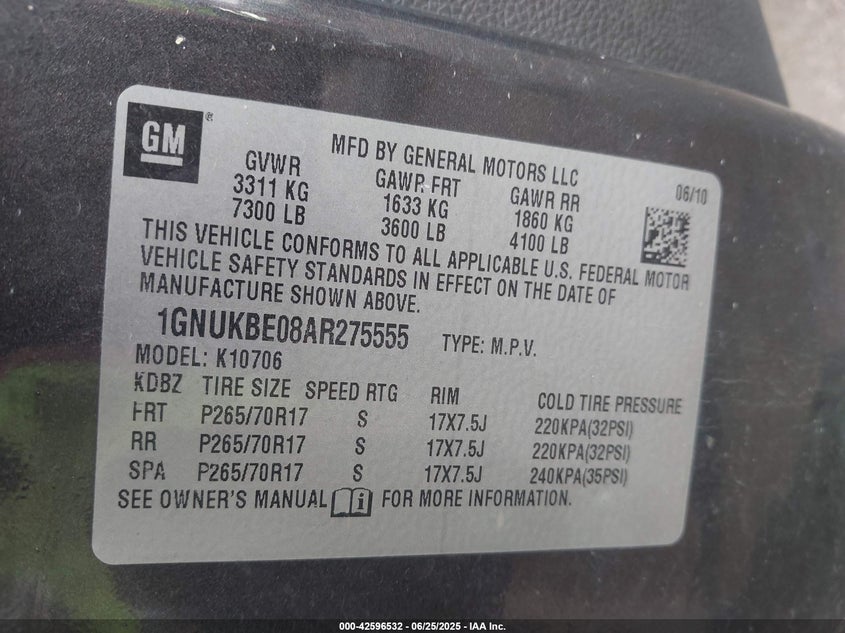 GM®
MFD BY GENERAL MOTORS LLC
06/10
GVWR GAWR FRT GAWR RR
3311 KG 1633 KG 1860 KG
7300 LB 3600 LB 4100 LB
THIS VEHICLE CONFORMS TO ALL APPLICABLE U.S. FEDERAL MOTOR
VEHICLE SAFETY STANDARDS IN EFFECT ON THE DATE OF
MANUFACTURE SHOWN ABOVE.
1GNUKBE08AR275555 TYPE: M.P.V.
MODEL: K10706
KDBZ TIRE SIZE SPEED RTG RIM COLD TIRE PRESSURE
FRT P265/70R17 S 17X7.5J 220KPA(32PSI)
RR P265/70R17 S 17X7.5J 220KPA(32PSI)
SPA P265/70R17 S 17X7.5J 240KPA(35PSI)
SEE OWNER'S MANUAL i FOR MORE INFORMATION.
000-42596532 - 06/25/2025 - IAA Inc.